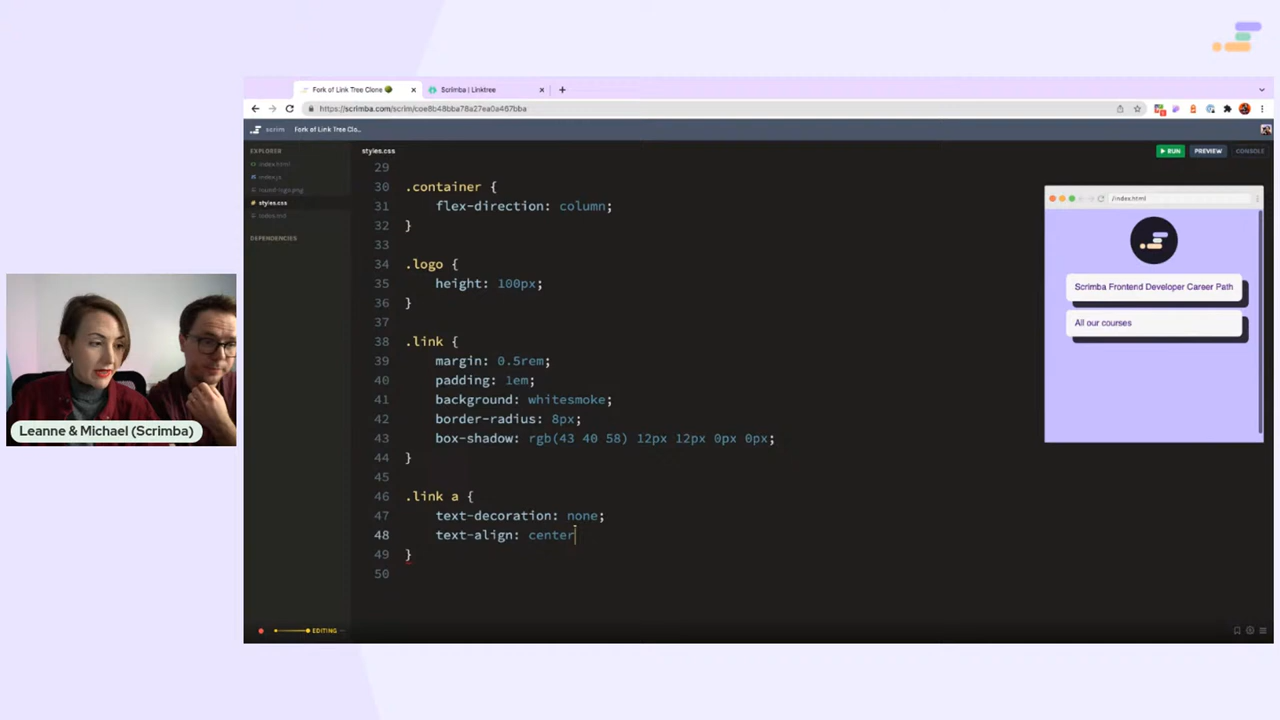 Fork of Link Tree Clone
Scrimba | Linktree
https://scrimba.com/scrim/coe8b48bba78a27ea0a467bba
scrim
Fork of Link Tree Clo...
EXPLORER
styles.css
RUN
PREVIEW
CONSOLE
index.html
index.js
round-logo.png
styles.css
DEPENDENCIES
29
30 .container {
31 flex-direction: column;
32 }
33
34 .logo {
35 height: 100px;
36 }
37
38 .link {
39 margin: 0.5rem;
40 padding: 1em;
41 background: whitesmoke;
42 border-radius: 8px;
43 box-shadow: rgb(43 40 58) 12px 12px 0px 0px;
44 }
45
46 .link a {
47 text-decoration: none;
48 text-align: center
49 }
50
/index.html
Scrimba Frontend Developer Career Path
All our courses
Leanne & Michael (Scrimba)
EDITING